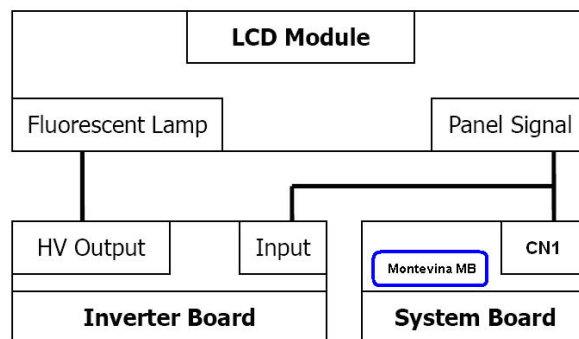 LCD Module
Fluorescent Lamp
Panel Signal
HV Output
Input
CN1
Montevina MB
Inverter Board
System Board